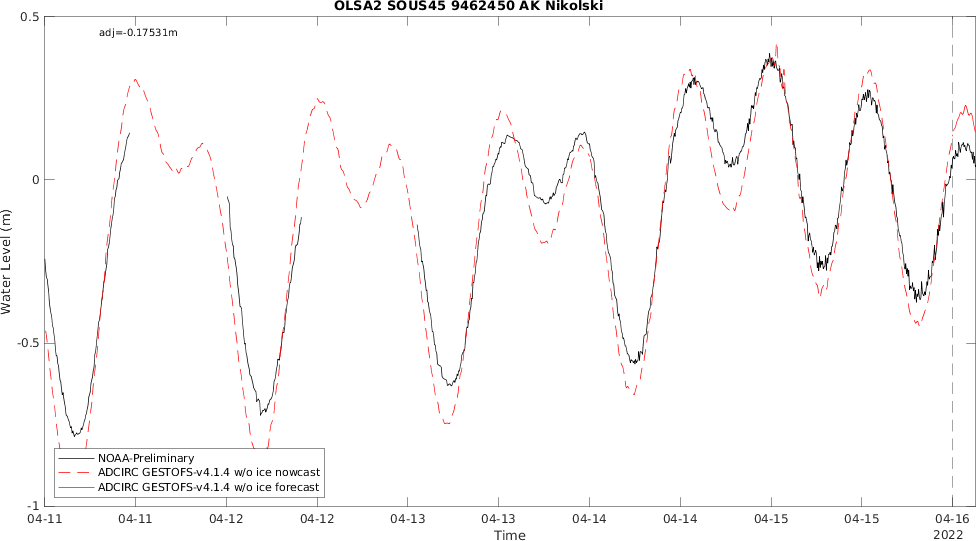 OLSA2 SOUS45 9462450 AK Nikolski
adj=-0.17531m
0.5
0
-0.5
-1
Water Level (m)
NOAA-Preliminary
ADCIRC GESTOFS-v4.1.4 w/o ice nowcast
ADCIRC GESTOFS-v4.1.4 w/o ice forecast
04-11 04-11 04-12 04-12 04-13 04-13 04-14 04-14 04-15 04-15 04-16
Time
2022